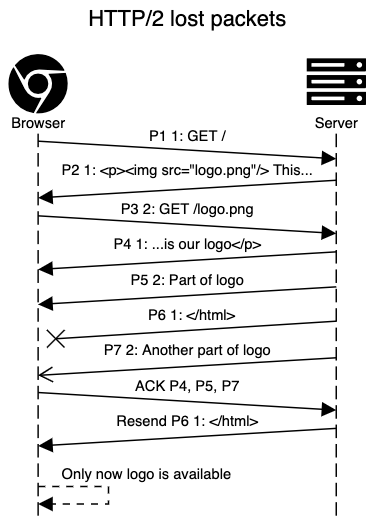 HTTP/2 lost packets
Browser
Server
P1 1: GET /
P2 1: <p><img src="logo.png"/> This...
P3 2: GET /logo.png
P4 1: ...is our logo</p>
P5 2: Part of logo
P6 1: </html>
P7 2: Another part of logo
ACK P4, P5, P7
Resend P6 1: </html>
Only now logo is available